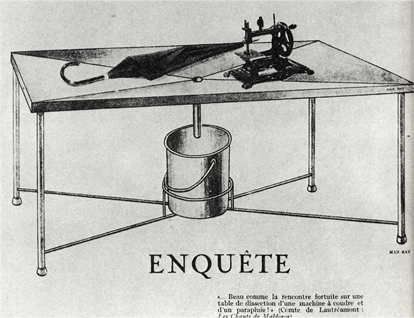 MAN RAY
MAN RAY
ENQUÊTE
«... Beau comme la rencontre fortuite sur une
table de dissection d'une machine à coudre et
d'un parapluie!» (Comte de Lautréamont :
Les Chants de Maldoror)